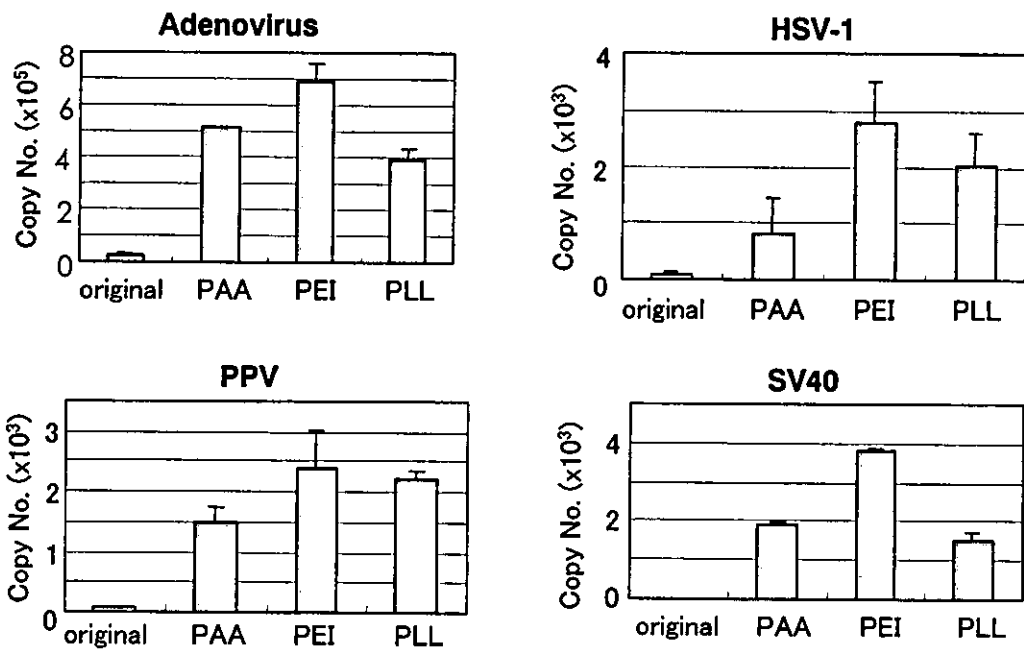 Adenovirus
Copy No. (x10⁵)
8
6
4
2
0
original PAA PEI PLL
HSV-1
Copy No. (x10³)
4
2
0
original PAA PEI PLL
PPV
Copy No. (x10³)
3
2
1
0
original PAA PEI PLL
SV40
Copy No. (x10³)
4
2
0
original PAA PEI PLL